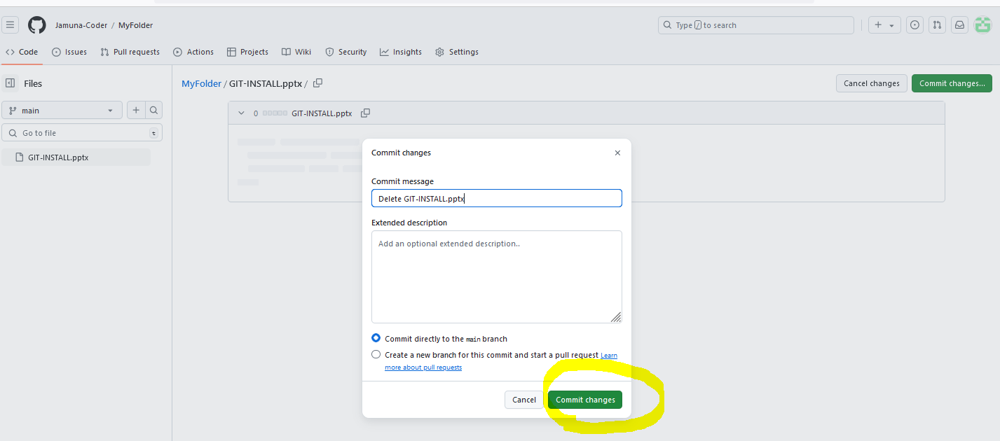 Jamuna-Coder / MyFolder
Type / to search
Code Issues Pull requests Actions Projects Wiki Security Insights Settings
Files
MyFolder / GIT-INSTALL.pptx /
Cancel changes Commit changes...
main
0 GIT-INSTALL.pptx
Go to file t
GIT-INSTALL.pptx
Commit changes
Commit message
Delete GIT-INSTALL.pptx
Extended description
Add an optional extended description..
Commit directly to the main branch
Create a new branch for this commit and start a pull request Learn
more about pull requests
Cancel Commit changes